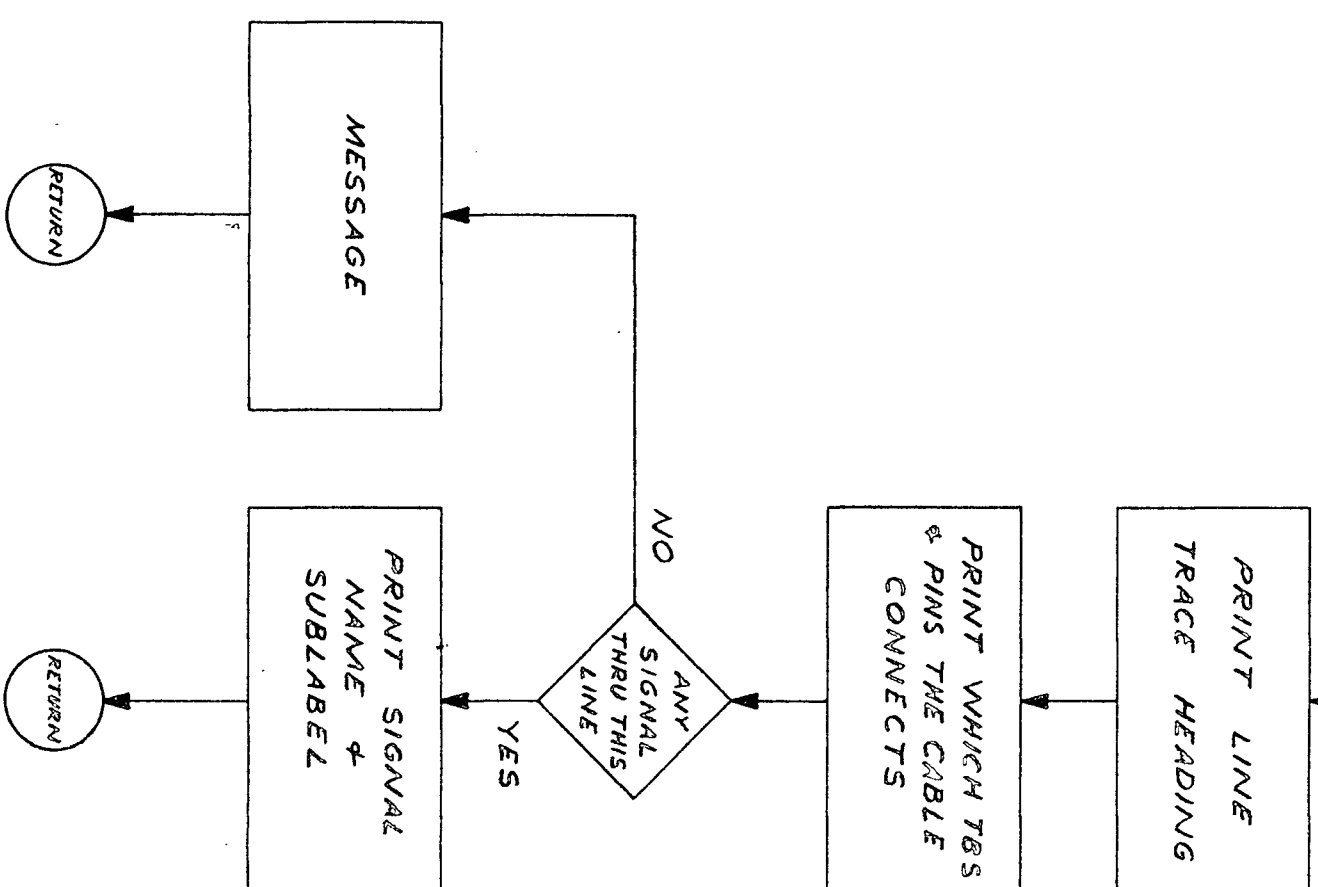 PRINT LINE
TRACE HEADING
PRINT WHICH TBS
& PINS THE CABLE
CONNECTS
ANY
SIGNAL
THRU THIS
LINE
NO
YES
MESSAGE
PRINT SIGNAL
NAME &
SUBLABEL
RETURN
RETURN